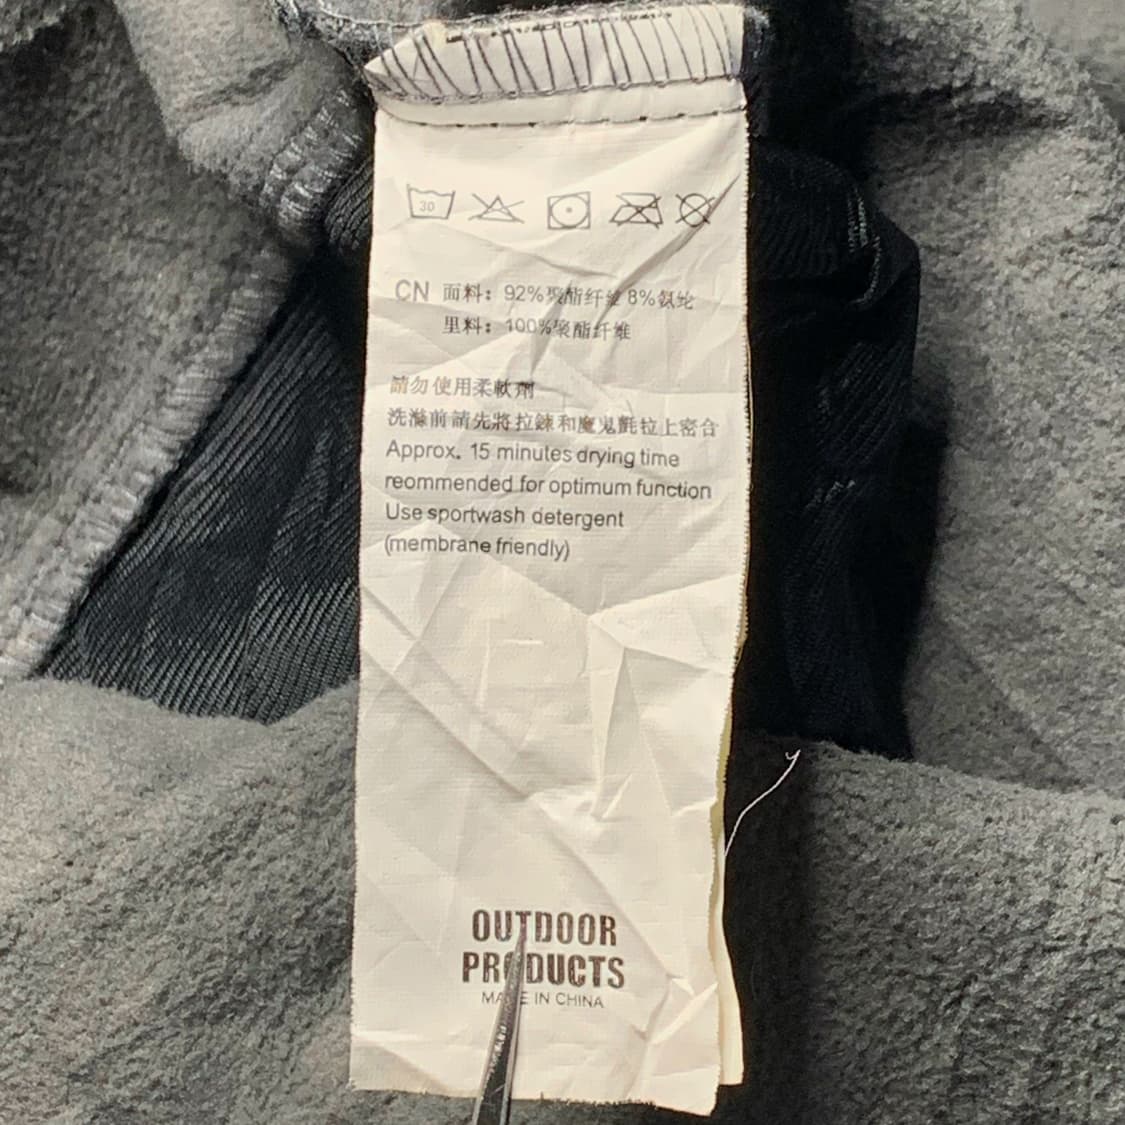 30
CN 面料：92%聚酯纤维 8%氨纶
里料：100%聚酯纤维
請勿使用柔軟劑
洗滌前請先將拉鍊和魔鬼氈拉上密合
Approx. 15 minutes drying time
reommended for optimum function
Use sportwash detergent
(membrane friendly)
OUTDOOR
PRODUCTS
MADE IN CHINA